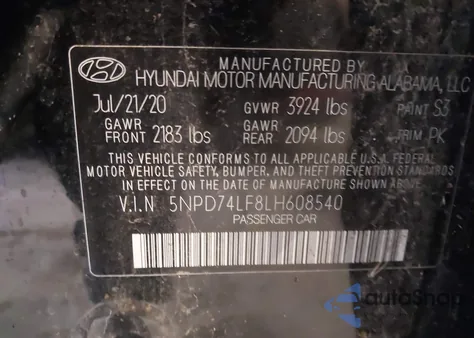 MANUFACTURED BY
HYUNDAI MOTOR MANUFACTURING ALABAMA, LLC
Jul/21/20 GVWR 3924 lbs PAINT S3
GAWR FRONT 2183 lbs GAWR REAR 2094 lbs TRIM PK
THIS VEHICLE CONFORMS TO ALL APPLICABLE U.S.A. FEDERAL
MOTOR VEHICLE SAFETY, BUMPER, AND THEFT PREVENTION STANDARDS
IN EFFECT ON THE DATE OF MANUFACTURE SHOWN ABOVE.
V.I.N 5NPD74LF8LH608540
PASSENGER CAR
autoShop